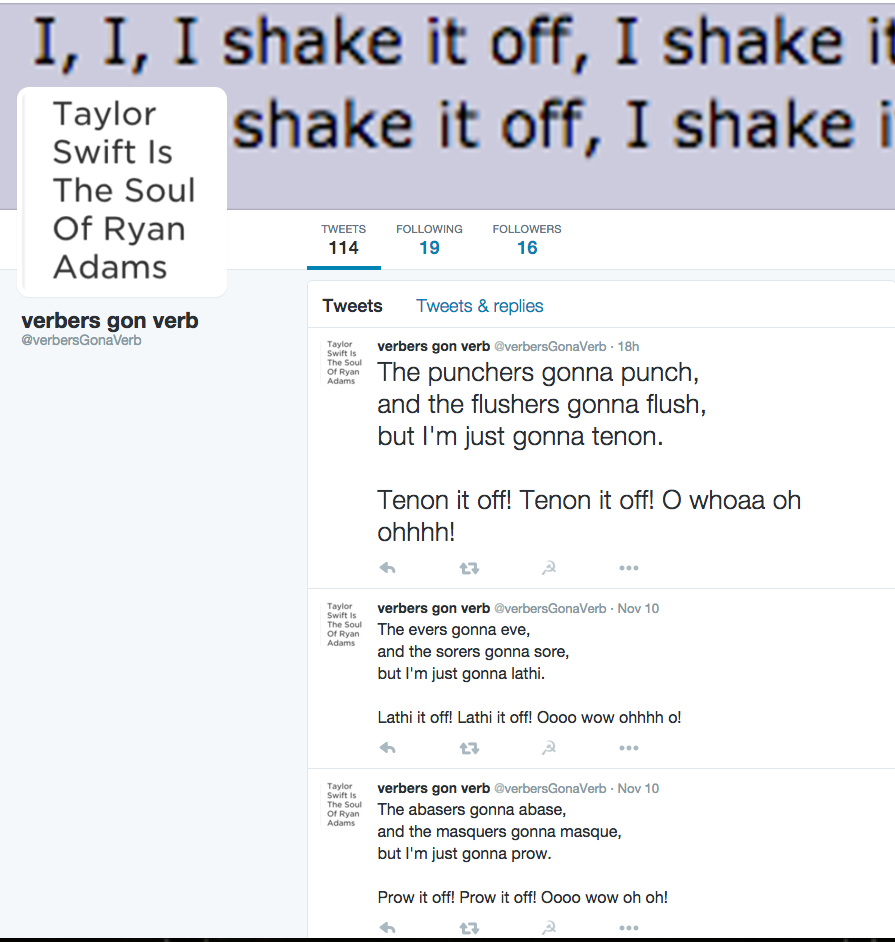 I, I, I shake it off, I shake it
shake it off, I shake i
Taylor
Swift Is
The Soul
Of Ryan
Adams
verbers gon verb
@verbersGonaVerb
TWEETS
114
FOLLOWING
19
FOLLOWERS
16
Tweets
Tweets & replies
Taylor
Swift Is
The Soul
Of Ryan
Adams
verbers gon verb @verbersGonaVerb · 18h
The punchers gonna punch,
and the flushers gonna flush,
but I'm just gonna tenon.
Tenon it off! Tenon it off! O whoaa oh
ohhhh!
Taylor
Swift Is
The Soul
Of Ryan
Adams
verbers gon verb @verbersGonaVerb · Nov 10
The evers gonna eve,
and the sorers gonna sore,
but I'm just gonna lathi.
Lathi it off! Lathi it off! Oooo wow ohhhh o!
Taylor
Swift Is
The Soul
Of Ryan
Adams
verbers gon verb @verbersGonaVerb · Nov 10
The abasers gonna abase,
and the masquers gonna masque,
but I'm just gonna prow.
Prow it off! Prow it off! Oooo wow oh oh!